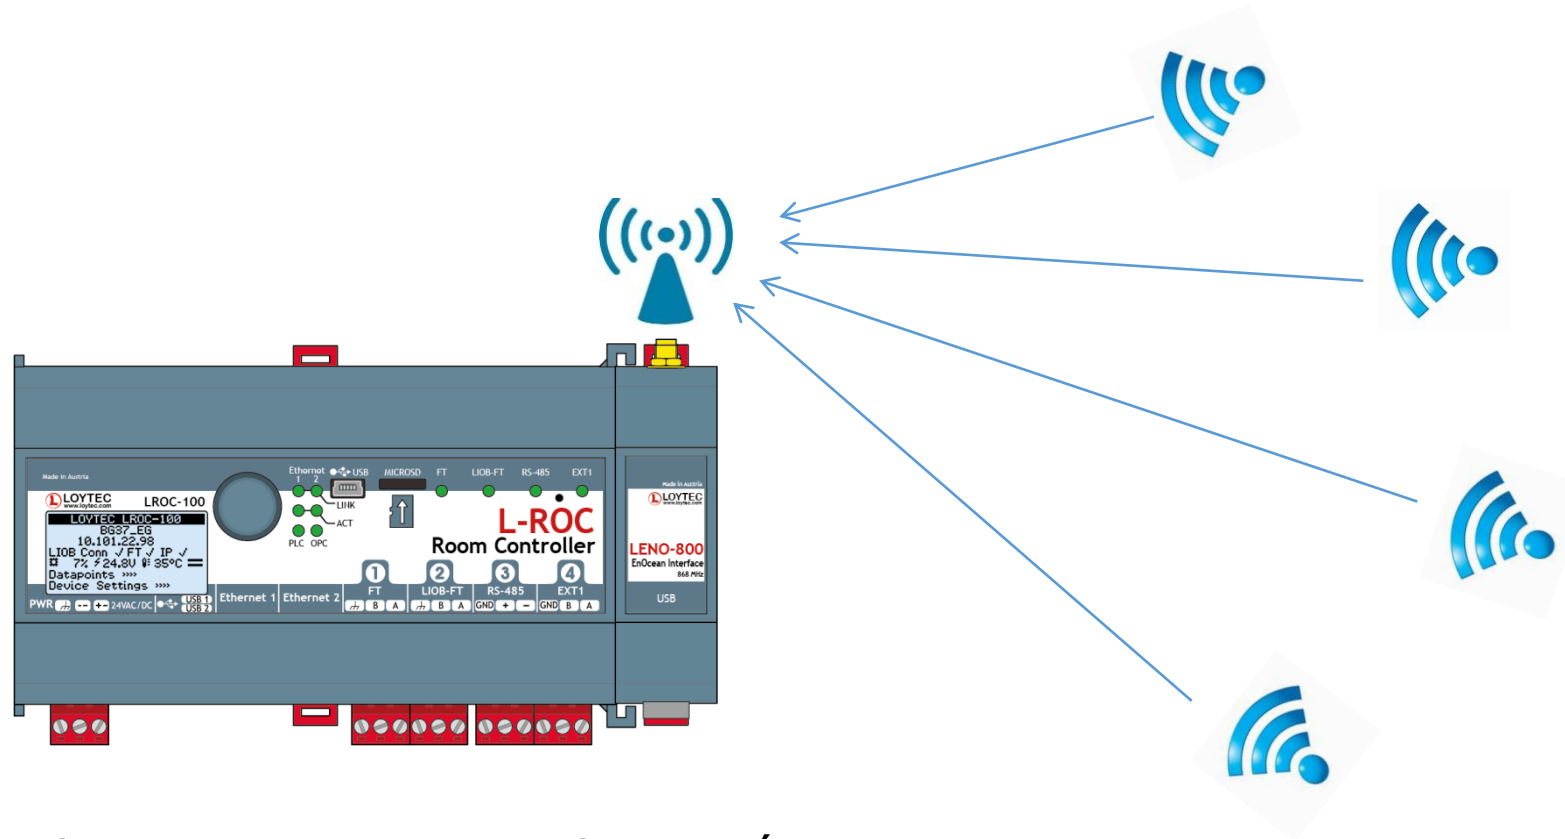 Made in Austria
LOYTEC
www.loytec.com
LROC-100
LOYTEC LROC-100
BG37_EG
10.101.22.98
LIOB Conn ✓ FT ✓ IP ✓
7% 24.8V 35°C
Datapoints »»
Device Settings »»
Ethernet
1 2
USB
MICROSD
FT
LIOB-FT
RS-485
EXT1
LINK
ACT
PLC OPC
L-ROC
Room Controller
PWR
-- +~ 24VAC/DC
USB 1
USB 2
Ethernet 1
Ethernet 2
1
FT
B A
2
LIOB-FT
B A
3
RS-485
GND + −
4
EXT1
GND B A
Made in Austria
LOYTEC
www.loytec.com
LENO-800
EnOcean Interface
868 MHz
USB